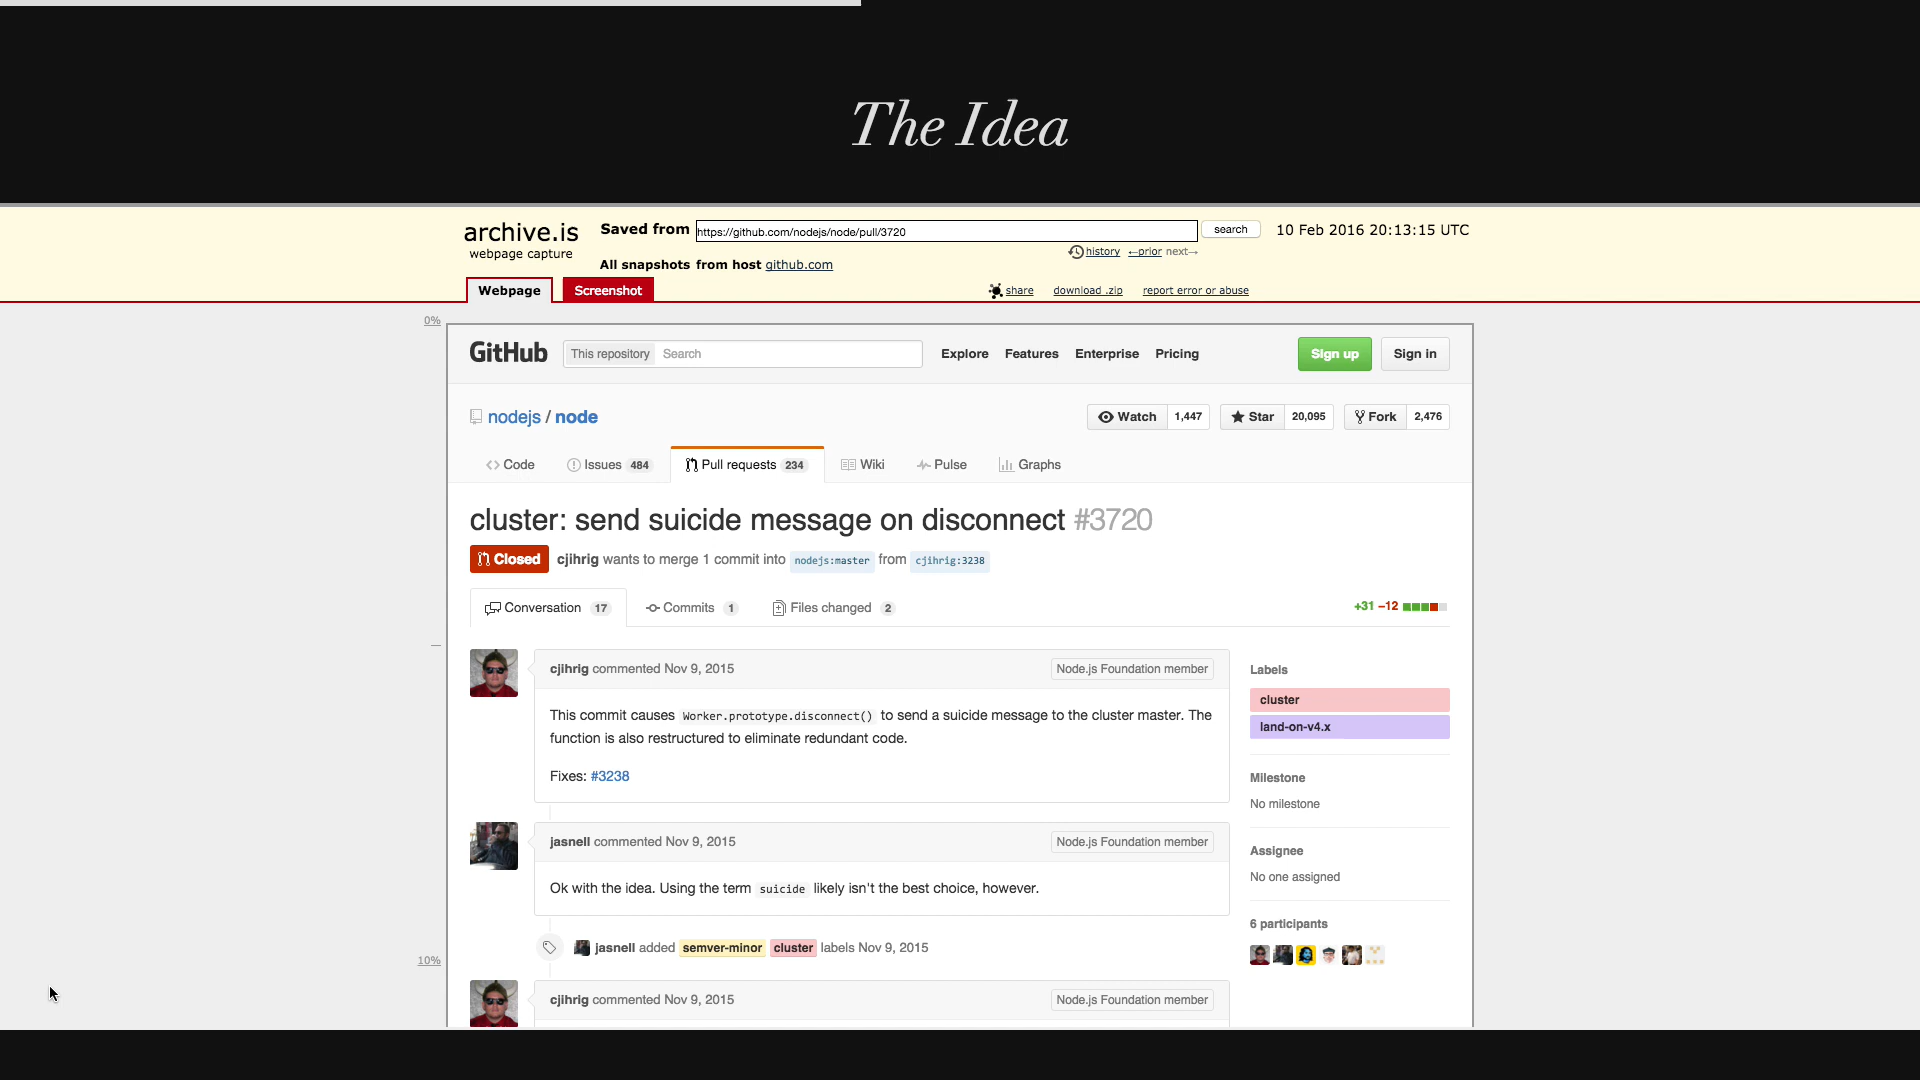 The Idea
archive.is
webpage capture
Saved from https://github.com/nodejs/node/pull/3720 search 10 Feb 2016 20:13:15 UTC
history ←prior next→
All snapshots from host github.com
Webpage Screenshot share download .zip report error or abuse
0%
GitHub This repository Search Explore Features Enterprise Pricing Sign up Sign in
nodejs / node Watch 1,447 Star 20,095 Fork 2,476
Code Issues 484 Pull requests 234 Wiki Pulse Graphs
cluster: send suicide message on disconnect #3720
Closed cjihrig wants to merge 1 commit into nodejs:master from cjihrig:3238
Conversation 17 Commits 1 Files changed 2 +31 −12
cjihrig commented Nov 9, 2015 Node.js Foundation member
This commit causes Worker.prototype.disconnect() to send a suicide message to the cluster master. The
function is also restructured to eliminate redundant code.
Fixes: #3238
jasnell commented Nov 9, 2015 Node.js Foundation member
Ok with the idea. Using the term suicide likely isn't the best choice, however.
jasnell added semver-minor cluster labels Nov 9, 2015
10%
cjihrig commented Nov 9, 2015 Node.js Foundation member
Labels
cluster
land-on-v4.x
Milestone
No milestone
Assignee
No one assigned
6 participants